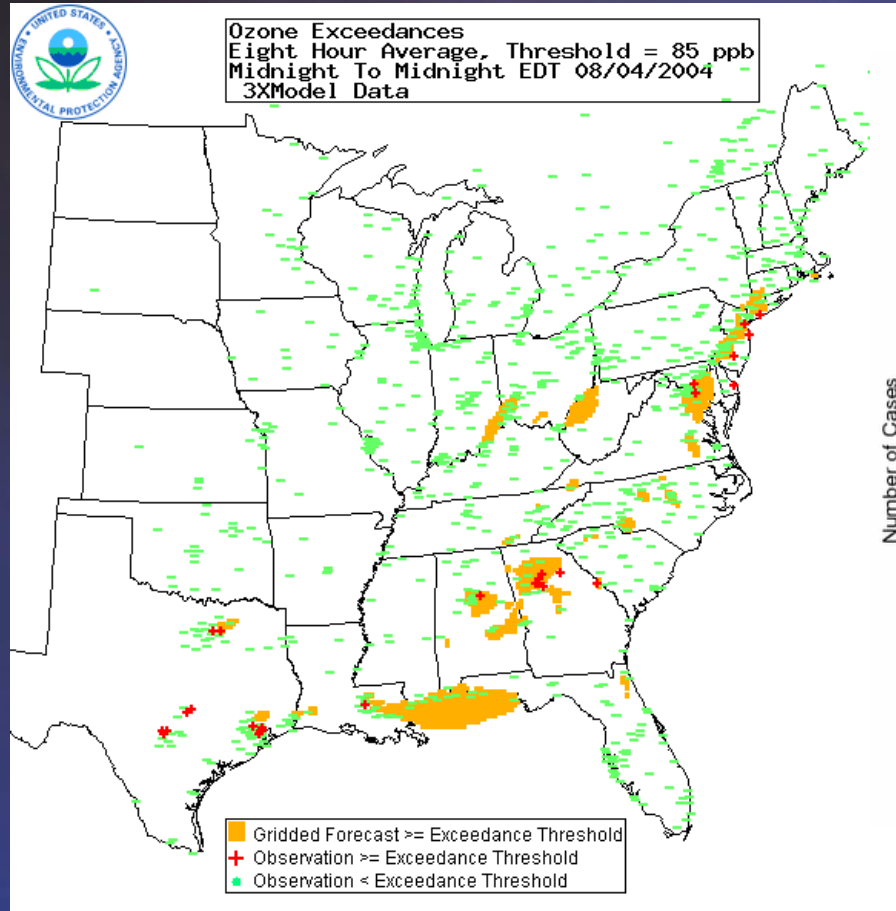 UNITED STATES
ENVIRONMENTAL PROTECTION AGENCY
Ozone Exceedances
Eight Hour Average, Threshold = 85 ppb
Midnight To Midnight EDT 08/04/2004
3XModel Data
Number of Cases
Gridded Forecast >= Exceedance Threshold
Observation >= Exceedance Threshold
Observation < Exceedance Threshold